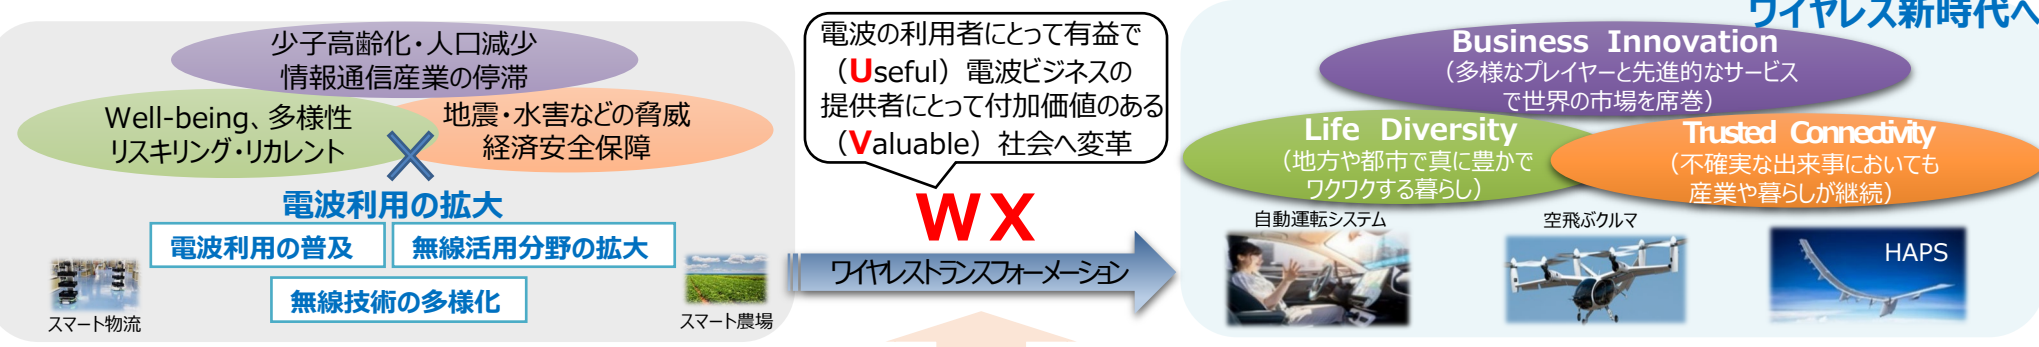 少子高齢化・人口減少
情報通信産業の停滞
Well-being、多様性
リスキリング・リカレント
地震・水害などの脅威
経済安全保障
電波利用の拡大
電波利用の普及
無線活用分野の拡大
無線技術の多様化
スマート物流
スマート農場
電波の利用者にとって有益で
（Useful）電波ビジネスの
提供者にとって付加価値のある
（Valuable）社会へ変革
WX
ワイヤレストランスフォーメーション
ワイヤレス新時代へ
Business Innovation
（多様なプレイヤーと先進的なサービス
で世界の市場を席巻）
Life Diversity
（地方や都市で真に豊かで
ワクワクする暮らし）
Trusted Connectivity
（不確実な出来事においても
産業や暮らしが継続）
自動運転システム
空飛ぶクルマ
HAPS